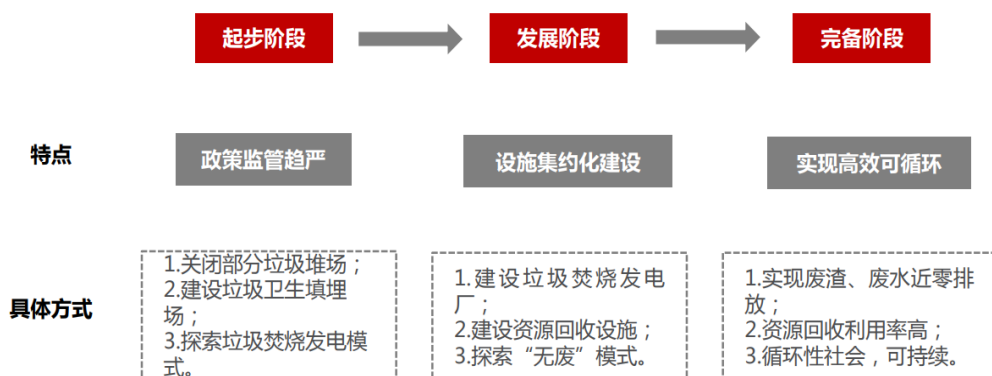 起步阶段
发展阶段
完备阶段
特点
政策监管趋严
设施集约化建设
实现高效可循环
具体方式
1.关闭部分垃圾堆场；
2.建设垃圾卫生填埋
场；
3.探索垃圾焚烧发电模
式。
1.建设垃圾焚烧发电
厂；
2.建设资源回收设施；
3.探索“无废”模式。
1.实现废渣、废水近零排
放；
2.资源回收利用率高；
3.循环性社会，可持续。